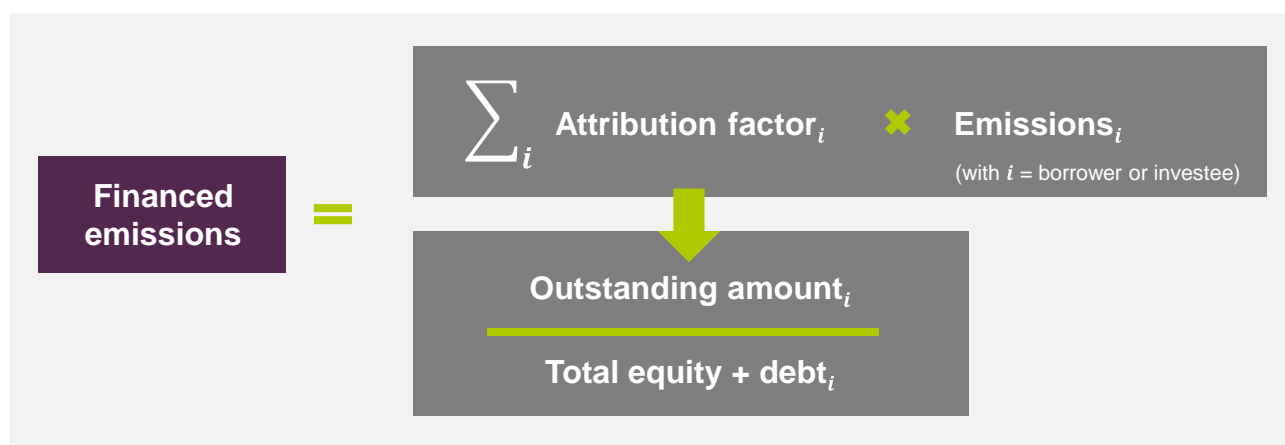 ∑ᵢ Attribution factorᵢ ✖ Emissionsᵢ
(with i = borrower or investee)
Financed
emissions
=
Outstanding amountᵢ
Total equity + debtᵢ